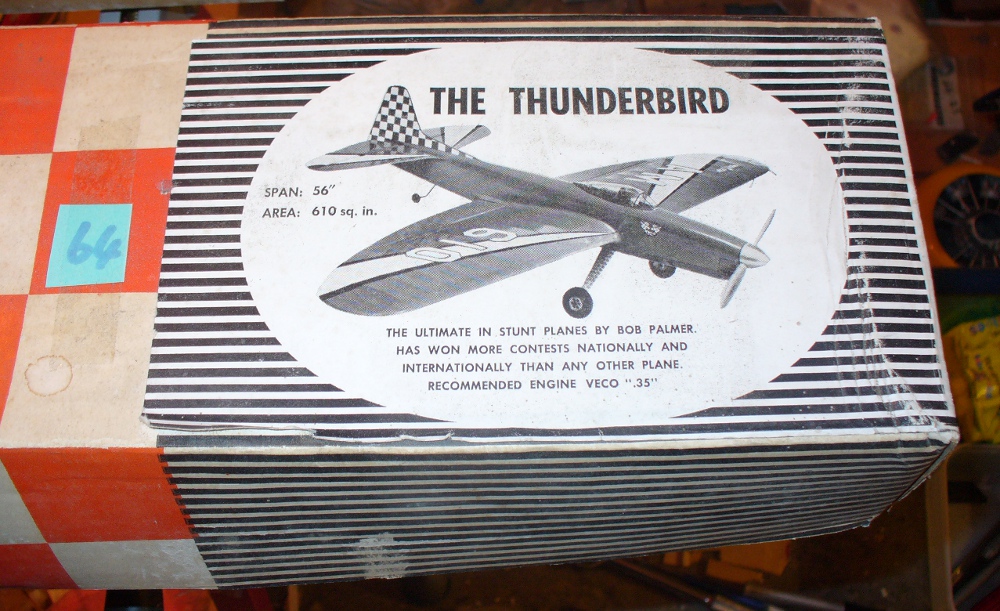 THE THUNDERBIRD
SPAN: 56"
AREA: 610 sq. in.
64
018
THE ULTIMATE IN STUNT PLANES BY BOB PALMER.
HAS WON MORE CONTESTS NATIONALLY AND
INTERNATIONALLY THAN ANY OTHER PLANE.
RECOMMENDED ENGINE VECO ".35"